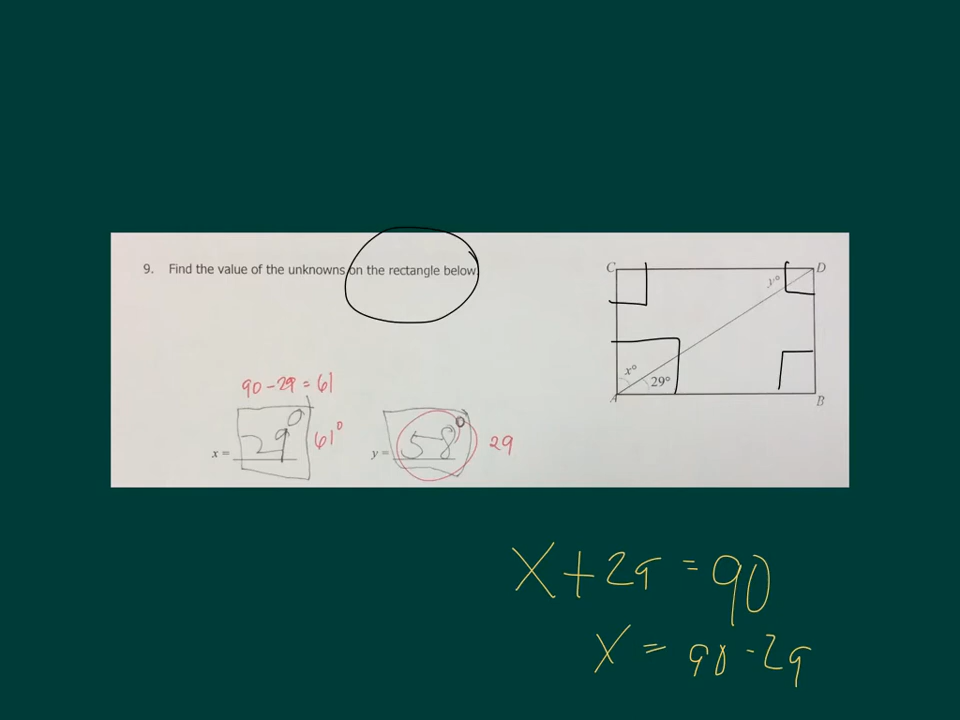 9. Find the value of the unknowns on the rectangle below.
C D
y°
x° 29°
A B
90-29=61
x = 29° 61° y = 58° 29
x+29=90
x = 90-29